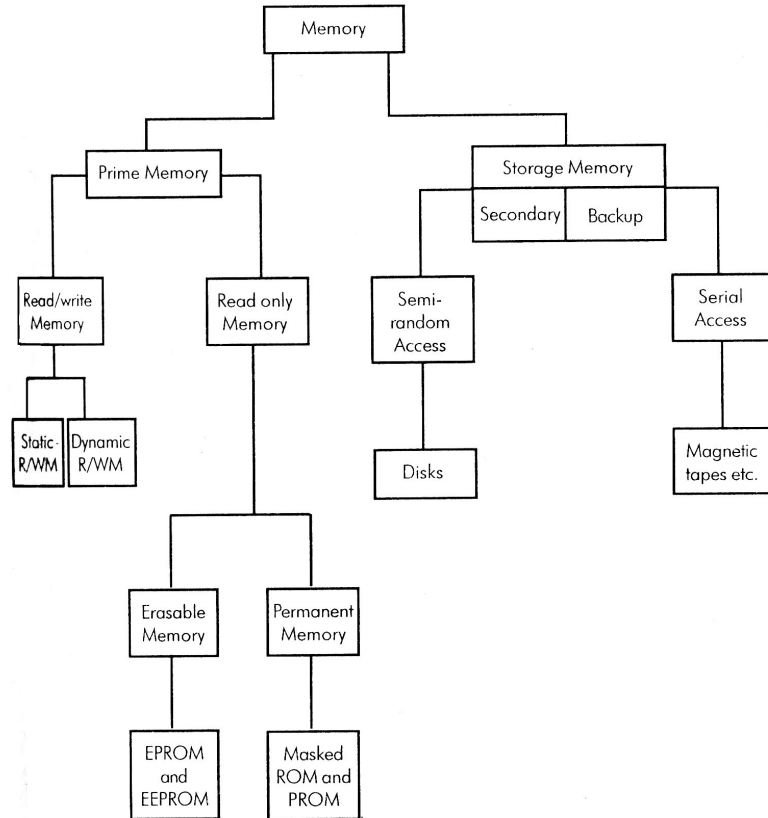 Memory
Prime Memory
Storage Memory
Secondary
Backup
Read/write
Memory
Read only
Memory
Semi-
random
Access
Serial
Access
Static-
R/WM
Dynamic
R/WM
Disks
Magnetic
tapes etc.
Erasable
Memory
Permanent
Memory
EPROM
and
EEPROM
Masked
ROM and
PROM